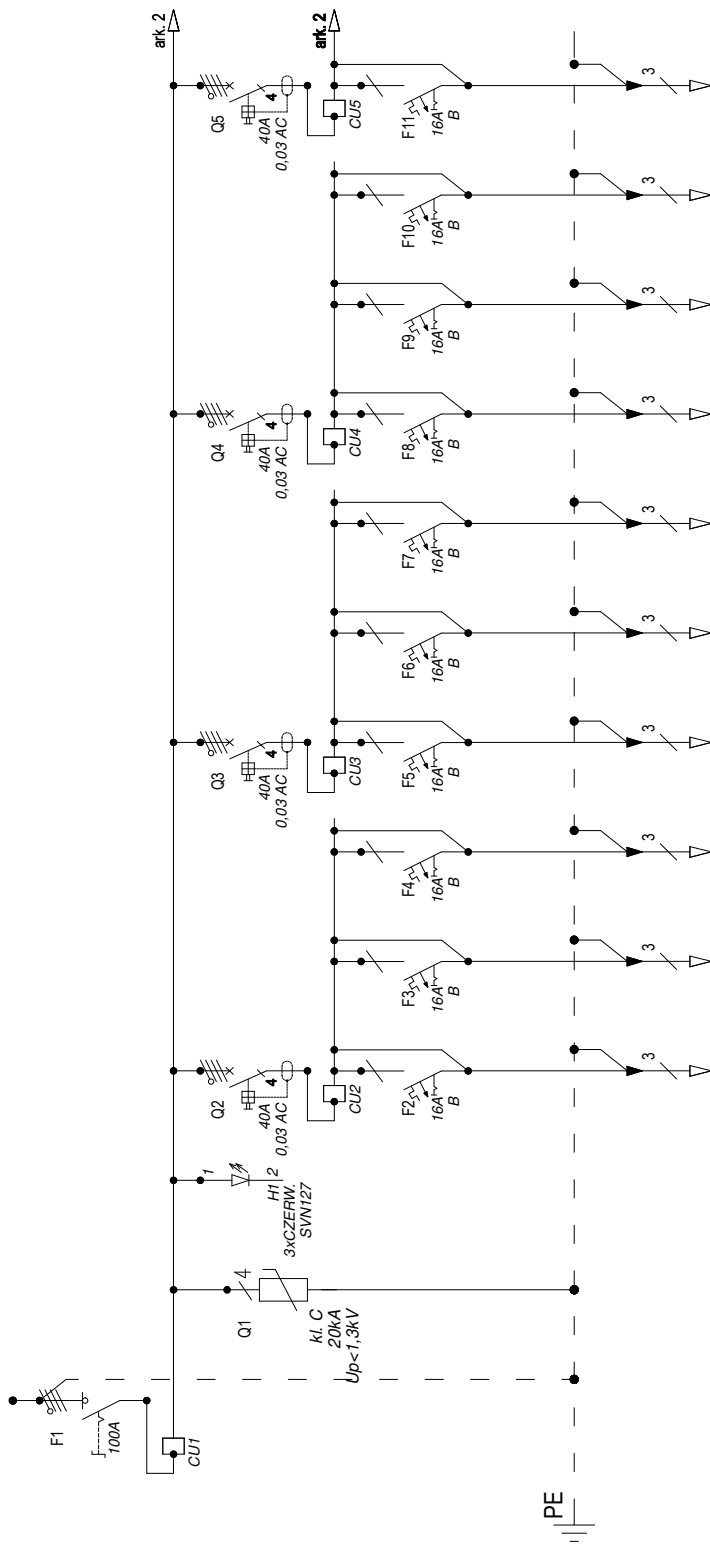 F1
100A
CU1
PE
Q1
4
kl. C
20kA
Up<1,3kV
1
H1 2
3xCZERW.
SVN127
Q2
4
40A
0,03 AC
CU2
F2
16A
B
3
F3
16A
B
3
F4
16A
B
3
Q3
4
40A
0,03 AC
CU3
F5
16A
B
3
F6
16A
B
3
F7
16A
B
3
Q4
4
40A
0,03 AC
CU4
F8
16A
B
3
F9
16A
B
3
F10
16A
B
3
Q5
4
40A
0,03 AC
CU5
F11
16A
B
3
ark. 2
ark. 2